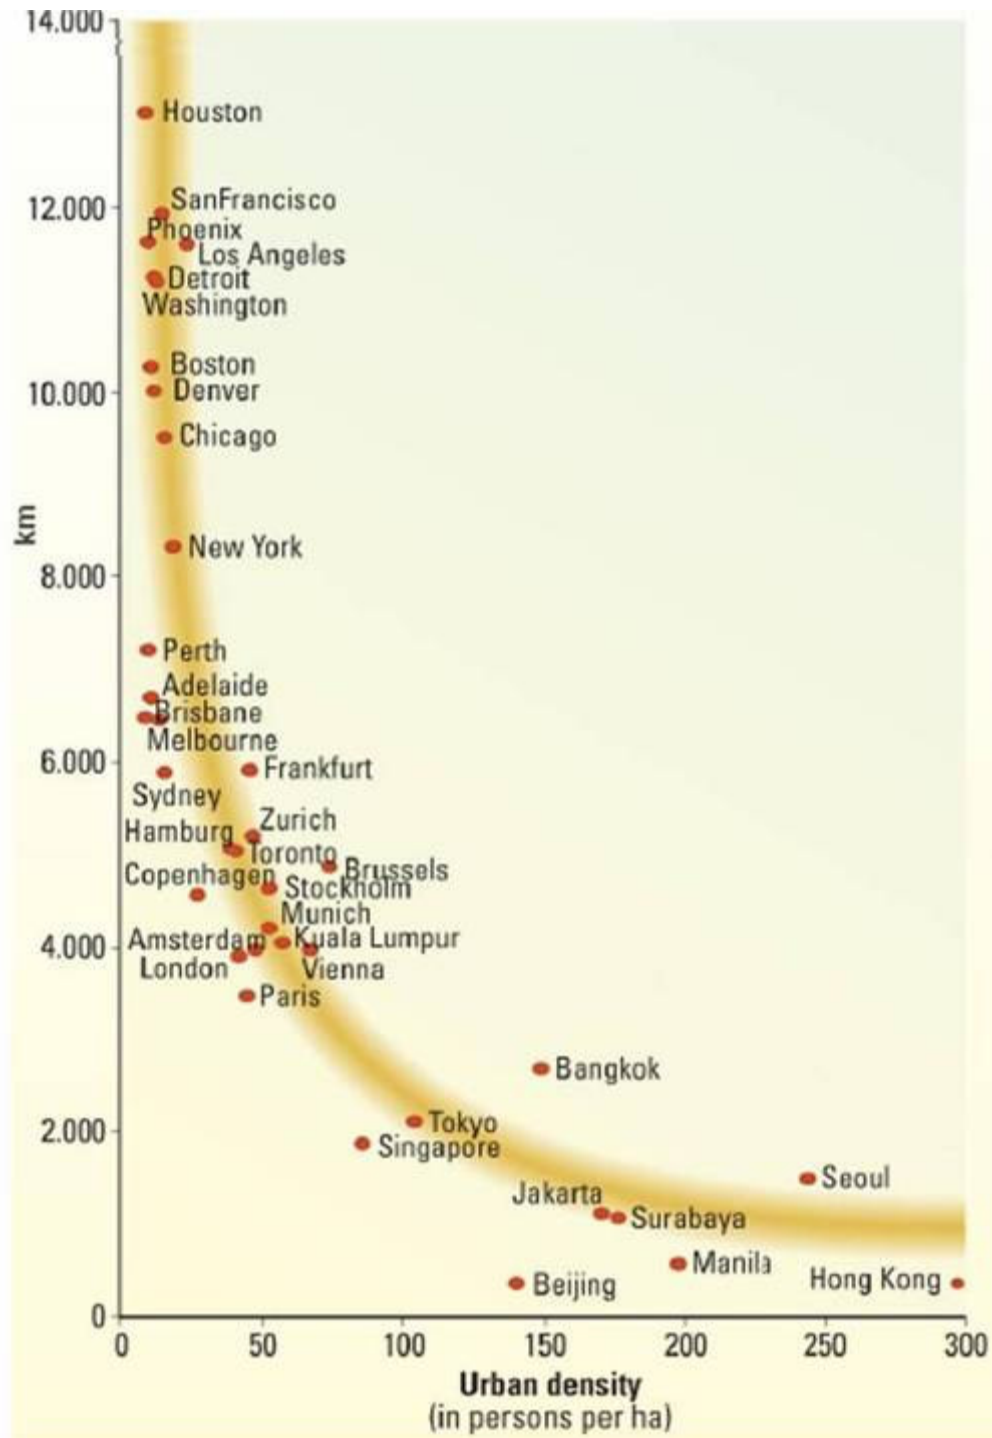 14.000
Houston
SanFrancisco
12.000
Phoenix
Los Angeles
Detroit
Washington
Boston
10.000
Denver
Chicago
km
New York
8.000
Perth
Adelaide
Brisbane
Melbourne
6.000
Frankfurt
Sydney
Zurich
Hamburg
Toronto
Brussels
Copenhagen
Stockholm
Munich
Amsterdam
Kuala Lumpur
4.000
London
Vienna
Paris
Bangkok
2.000
Tokyo
Singapore
Seoul
Jakarta
Surabaya
Manila
Hong Kong
Beijing
0
0 50 100 150 200 250 300
Urban density
(in persons per ha)